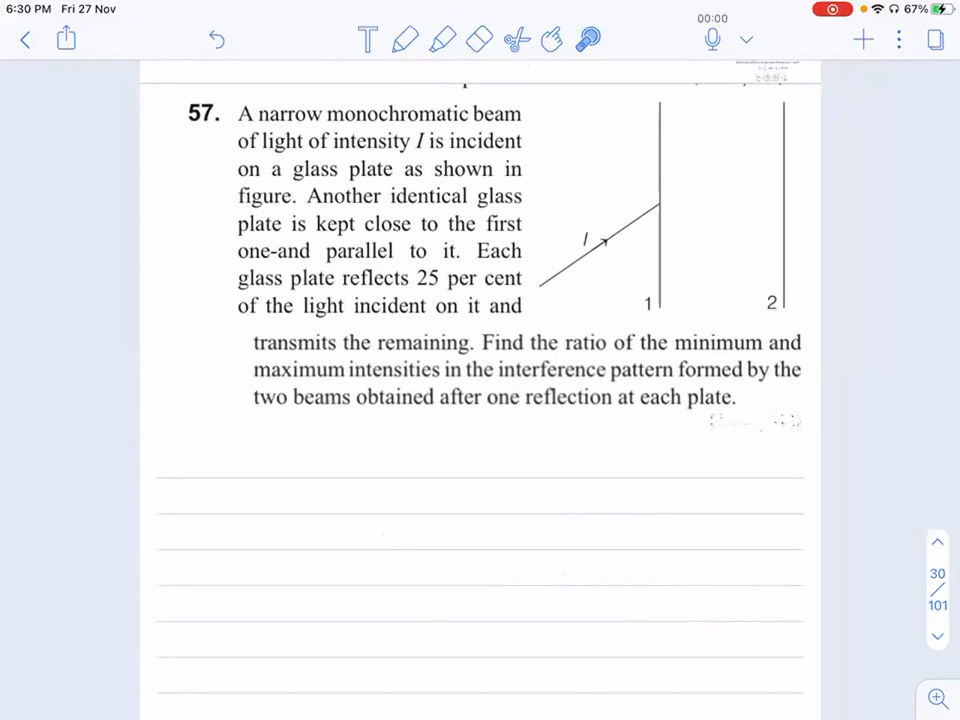 6:30 PM Fri 27 Nov
67%
00:00
T
57. A narrow monochromatic beam
of light of intensity I is incident
on a glass plate as shown in
figure. Another identical glass
plate is kept close to the first
one-and parallel to it. Each
glass plate reflects 25 per cent
of the light incident on it and
I
1
2
transmits the remaining. Find the ratio of the minimum and
maximum intensities in the interference pattern formed by the
two beams obtained after one reflection at each plate.
30
/
101